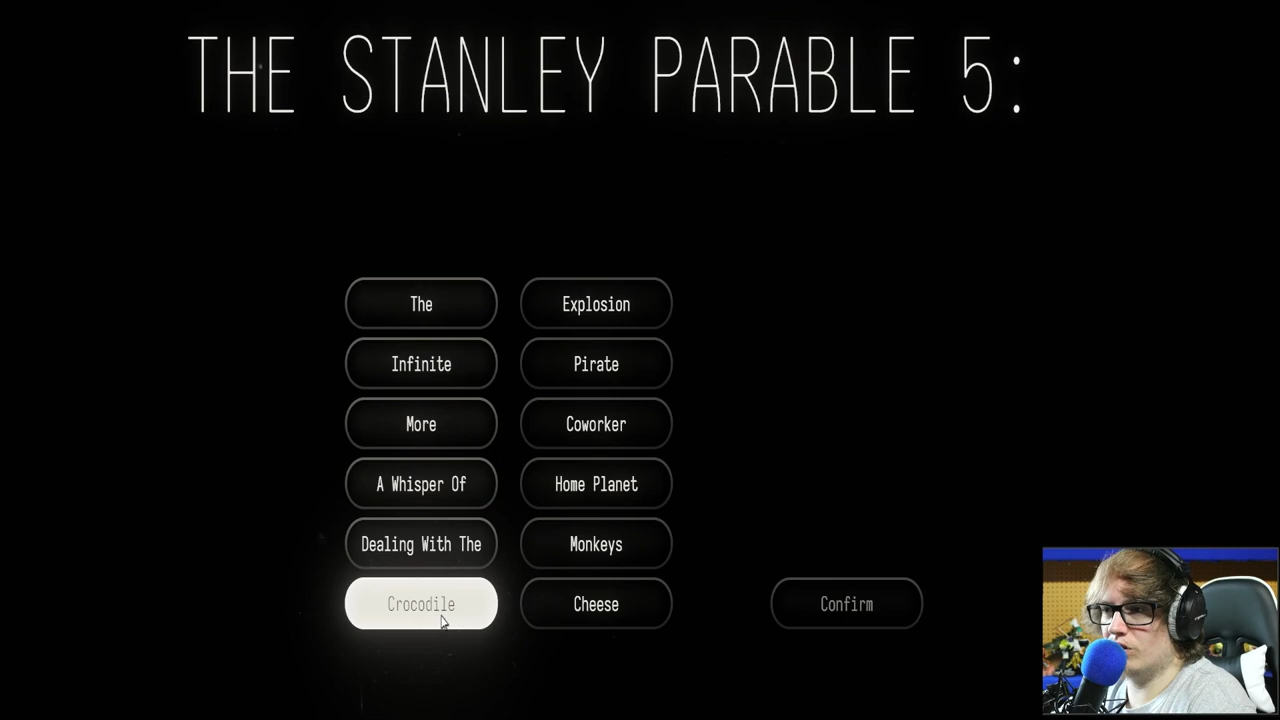 THE STANLEY PARABLE 5:
The
Explosion
Infinite
Pirate
More
Coworker
A Whisper Of
Home Planet
Dealing With The
Monkeys
Crocodile
Cheese
Confirm